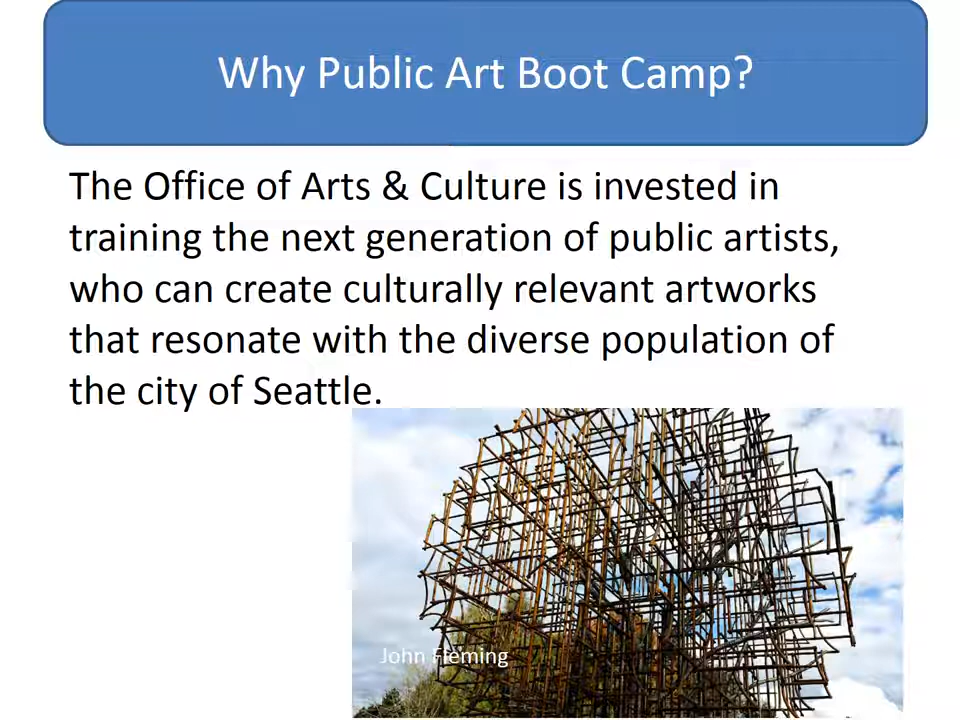 Why Public Art Boot Camp?
The Office of Arts & Culture is invested in
training the next generation of public artists,
who can create culturally relevant artworks
that resonate with the diverse population of
the city of Seattle.
John Fleming